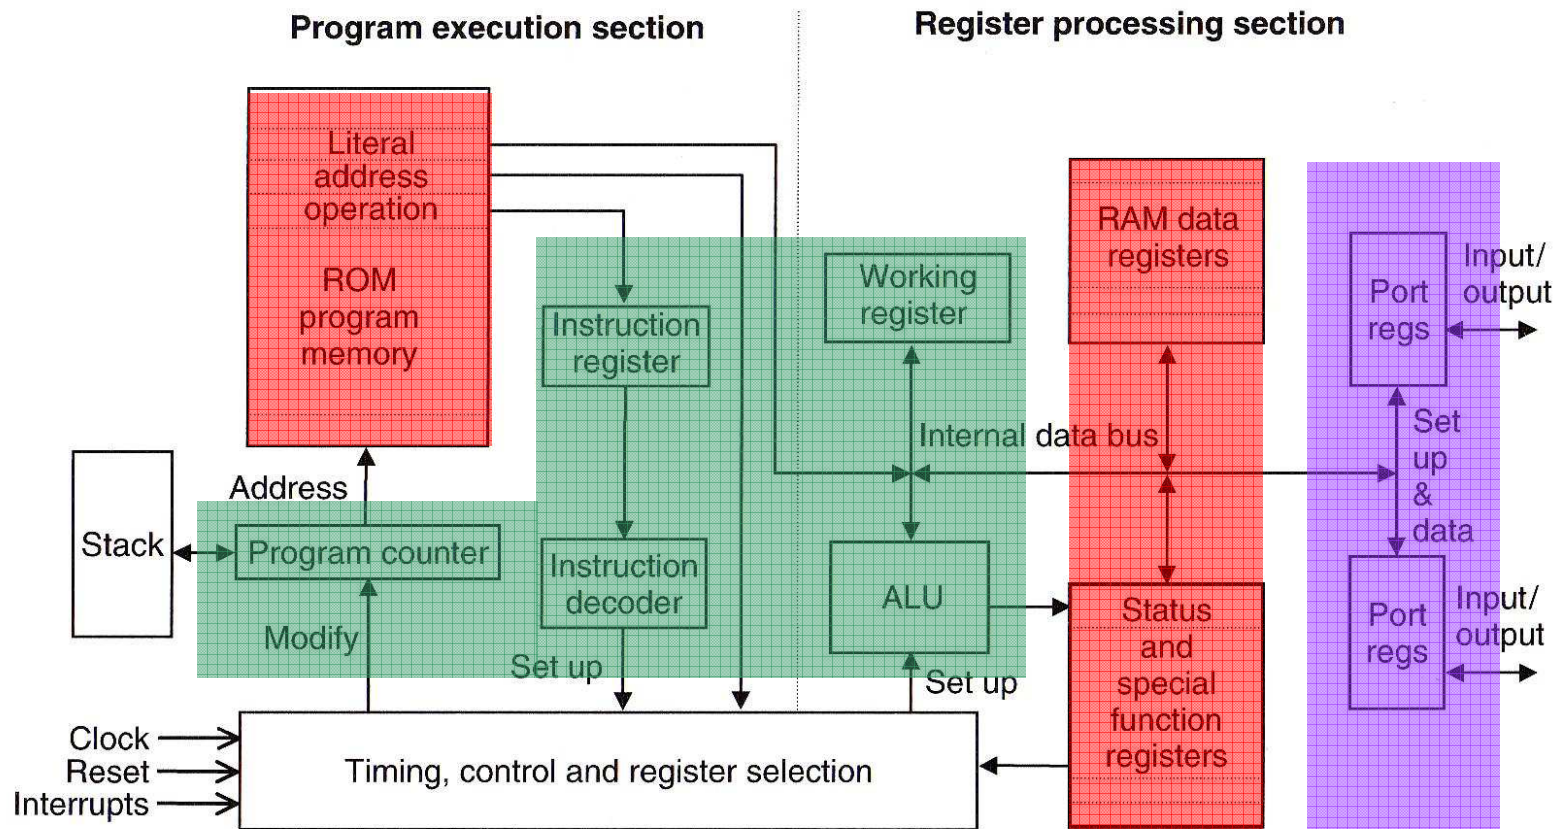 Program execution section
Register processing section
Literal
address
operation
ROM
program
memory
Instruction
register
Working
register
RAM data
registers
Port
regs
Input/
output
Internal data bus
Set
up
&
data
Address
Stack
Program counter
Instruction
decoder
ALU
Status
and
special
function
registers
Port
regs
Input/
output
Modify
Set up
Set up
Clock
Reset
Interrupts
Timing, control and register selection